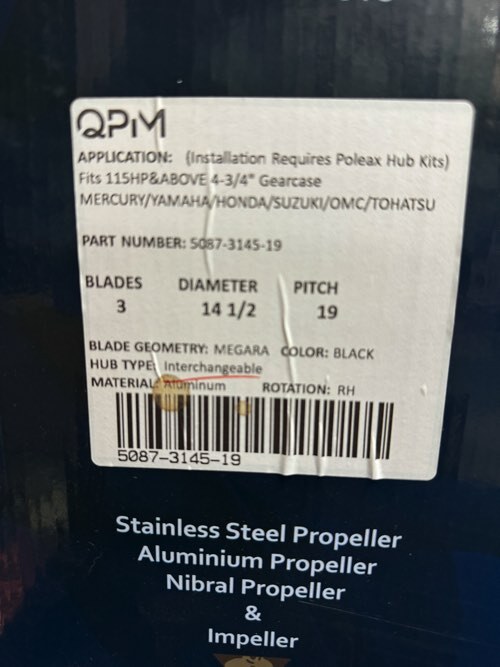 QPM
APPLICATION: (Installation Requires Poleax Hub Kits)
Fits 115HP&ABOVE 4-3/4" Gearcase
MERCURY/YAMAHA/HONDA/SUZUKI/OMC/TOHATSU
PART NUMBER: 5087-3145-19
BLADES DIAMETER PITCH
3 14 1/2 19
BLADE GEOMETRY: MEGARA COLOR: BLACK
HUB TYPE: Interchangeable
MATERIAL: Aluminum ROTATION: RH
5087-3145-19
Stainless Steel Propeller
Aluminium Propeller
Nibral Propeller
&
Impeller